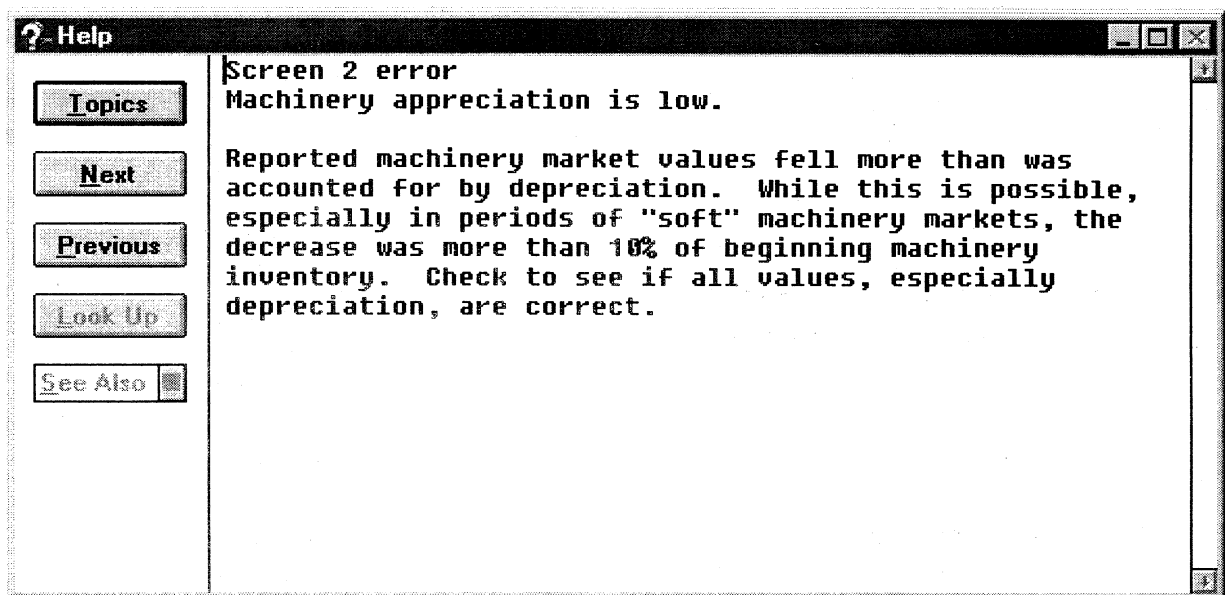 ?- Help
Topics
Next
Previous
Look Up
See Also
Screen 2 error
Machinery appreciation is low.
Reported machinery market values fell more than was
accounted for by depreciation.  While this is possible,
especially in periods of "soft" machinery markets, the
decrease was more than 10% of beginning machinery
inventory.  Check to see if all values, especially
depreciation, are correct.